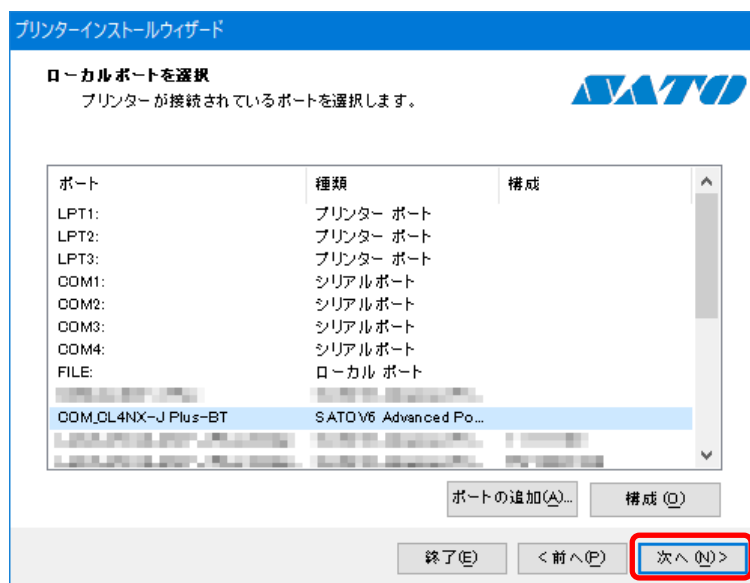 プリンターインストールウィザード
ローカルポートを選択
プリンターが接続されているポートを選択します。
SATO
ポート 種類 構成
LPT1: プリンター ポート
LPT2: プリンター ポート
LPT3: プリンター ポート
COM1: シリアルポート
COM2: シリアルポート
COM3: シリアルポート
COM4: シリアルポート
FILE: ローカル ポート
COM_CL4NX-J Plus-BT SATO V6 Advanced Po...
ポートの追加(A)... 構成(O)
終了(E) <前へ(P) 次へ(N)>